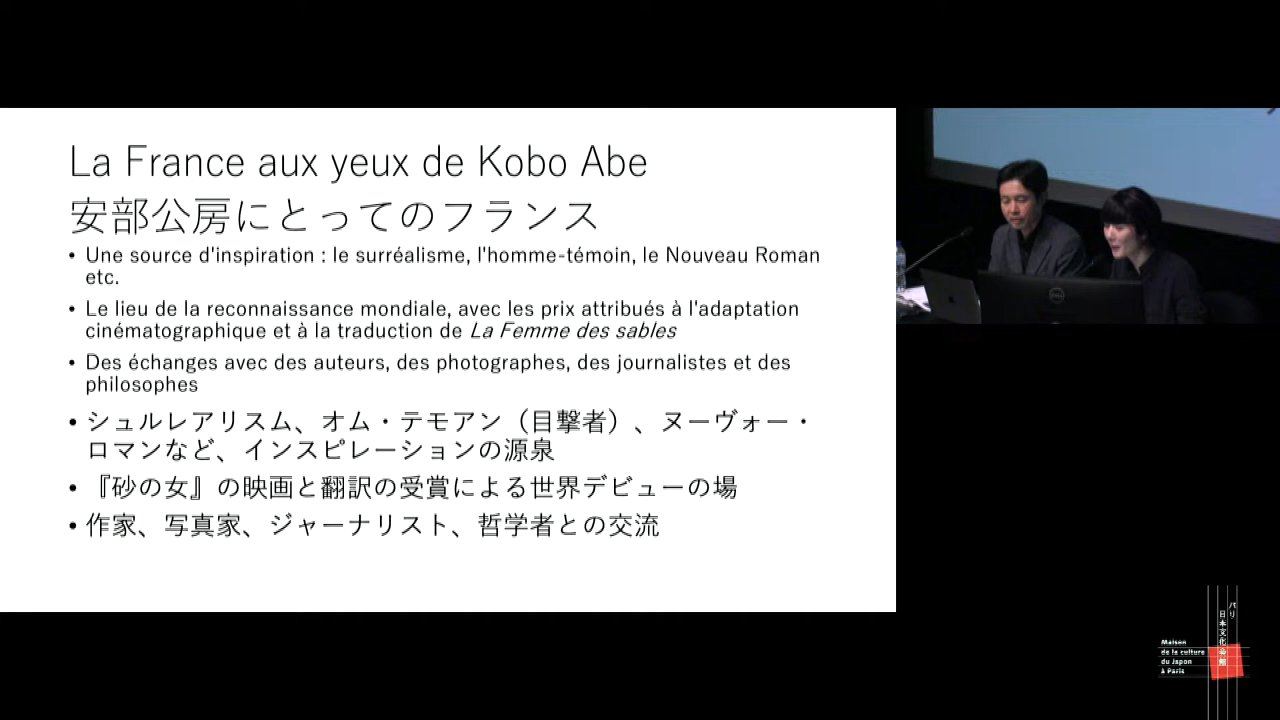 La France aux yeux de Kobo Abe
安部公房にとってのフランス
• Une source d'inspiration : le surréalisme, l'homme-témoin, le Nouveau Roman
etc.
• Le lieu de la reconnaissance mondiale, avec les prix attribués à l'adaptation
cinématographique et à la traduction de La Femme des sables
• Des échanges avec des auteurs, des photographes, des journalistes et des
philosophes
• シュルレアリスム、オム・テモアン（目撃者）、ヌーヴォー・
ロマンなど、インスピレーションの源泉
• 『砂の女』の映画と翻訳の受賞による世界デビューの場
• 作家、写真家、ジャーナリスト、哲学者との交流
パリ
日本文化会館
Maison
de la culture
du Japon
à Paris